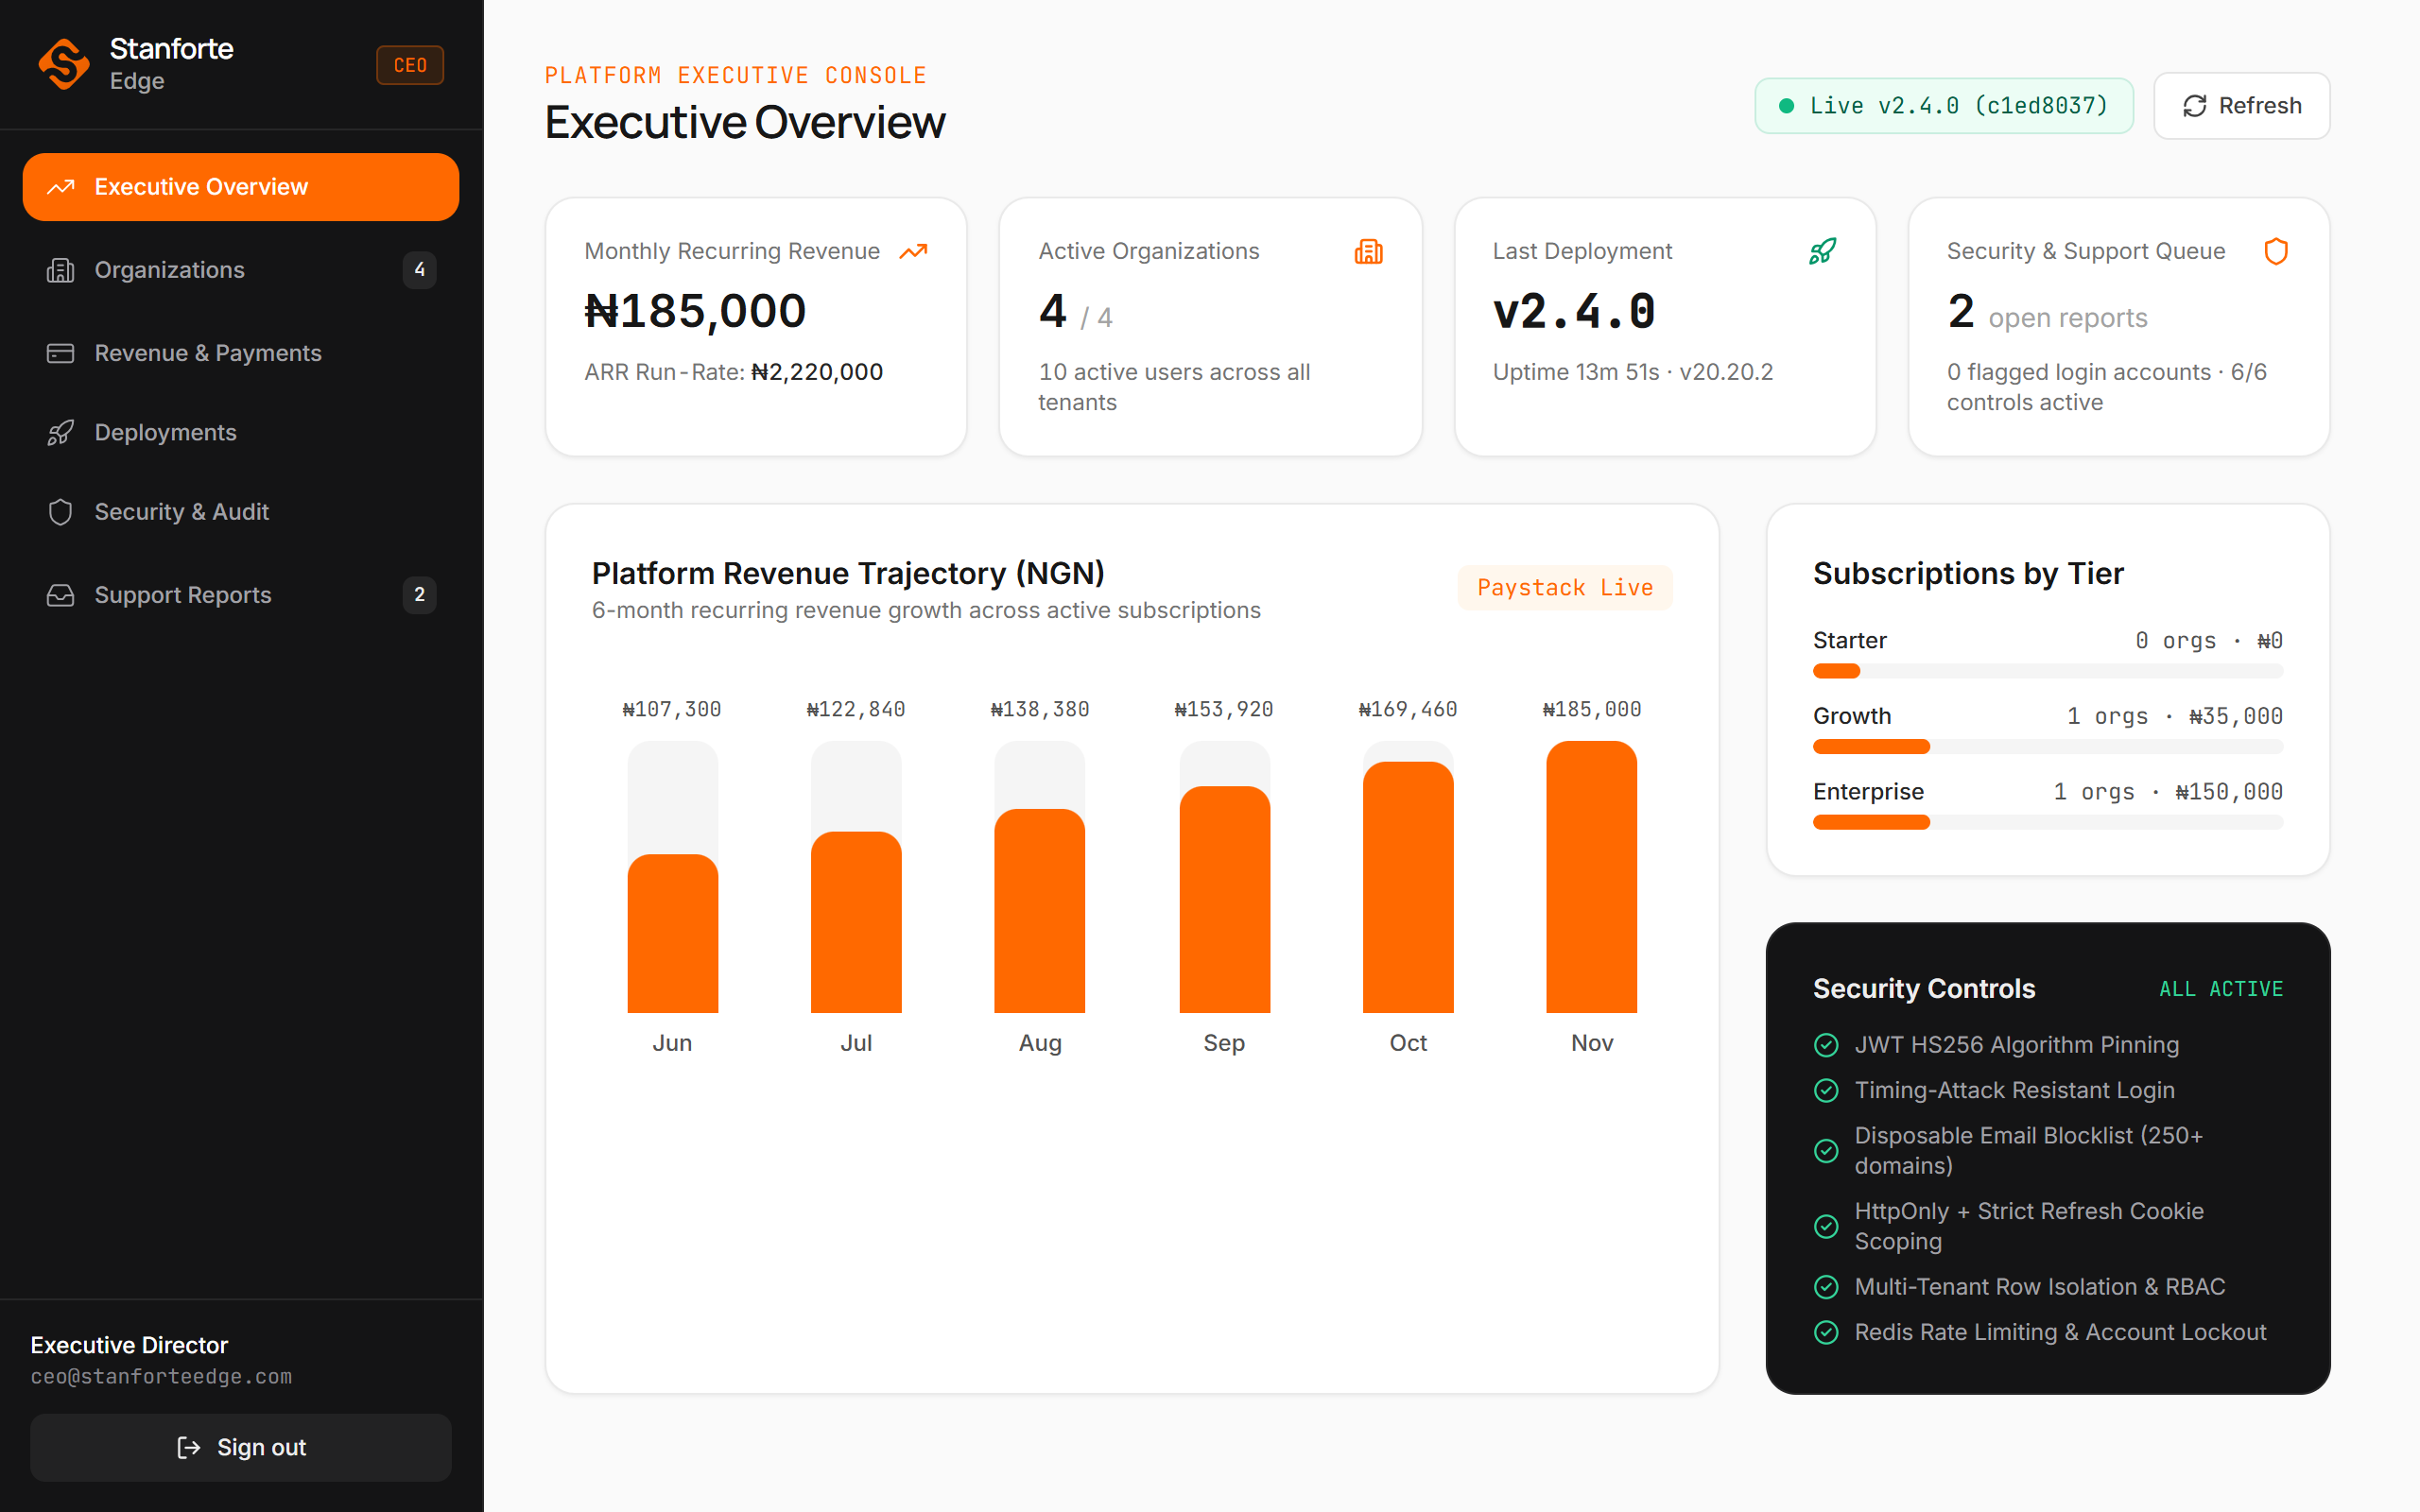 Stanforte
Edge
CEO
Executive Overview
Organizations 4
Revenue & Payments
Deployments
Security & Audit
Support Reports 2
Executive Director
ceo@stanforteedge.com
Sign out
PLATFORM EXECUTIVE CONSOLE
Executive Overview
Live v2.4.0 (c1ed8037)
Refresh
Monthly Recurring Revenue
₦185,000
ARR Run-Rate: ₦2,220,000
Active Organizations
4 / 4
10 active users across all
tenants
Last Deployment
v2.4.0
Uptime 13m 51s · v20.20.2
Security & Support Queue
2 open reports
0 flagged login accounts · 6/6
controls active
Platform Revenue Trajectory (NGN)
6-month recurring revenue growth across active subscriptions
Paystack Live
₦107,300 ₦122,840 ₦138,380 ₦153,920 ₦169,460 ₦185,000
Jun Jul Aug Sep Oct Nov
Subscriptions by Tier
Starter 0 orgs · ₦0
Growth 1 orgs · ₦35,000
Enterprise 1 orgs · ₦150,000
Security Controls ALL ACTIVE
JWT HS256 Algorithm Pinning
Timing-Attack Resistant Login
Disposable Email Blocklist (250+
domains)
HttpOnly + Strict Refresh Cookie
Scoping
Multi-Tenant Row Isolation & RBAC
Redis Rate Limiting & Account Lockout